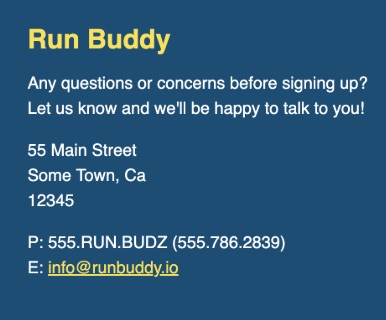 Run Buddy
Any questions or concerns before signing up?
Let us know and we'll be happy to talk to you!
55 Main Street
Some Town, Ca
12345
P: 555.RUN.BUDZ (555.786.2839)
E: info@runbuddy.io